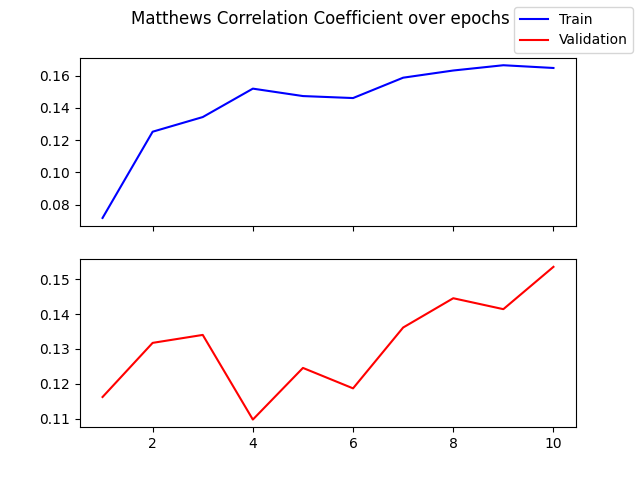 Matthews Correlation Coefficient over epochs
Train
Validation
0.16
0.14
0.12
0.10
0.08
0.15
0.14
0.13
0.12
0.11
2 4 6 8 10